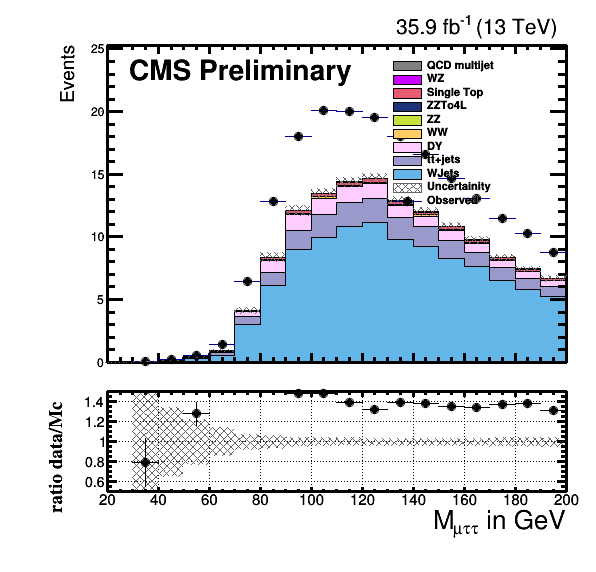 35.9 fb⁻¹ (13 TeV)
CMS Preliminary
Events
25
20
15
10
5
0
QCD multijet
WZ
Single Top
ZZTo4L
ZZ
WW
DY
tt+jets
WJets
Uncertainity
Observed
ratio data/Mc
1.4
1.2
1
0.8
0.6
20 40 60 80 100 120 140 160 180 200
M_μττ in GeV